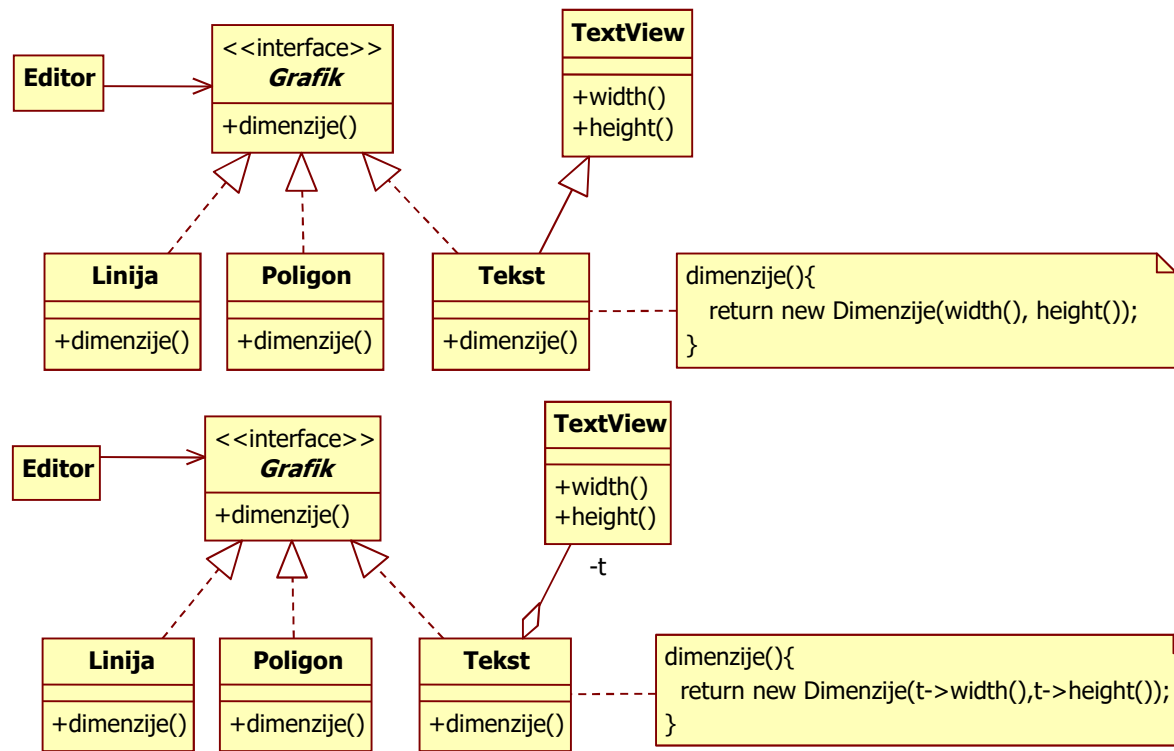 Editor
<<interface>>
Grafik
+dimenzije()
TextView
+width()
+height()
Linija
+dimenzije()
Poligon
+dimenzije()
Tekst
+dimenzije()
dimenzije(){
return new Dimenzije(width(), height());
}
Editor
<<interface>>
Grafik
+dimenzije()
TextView
+width()
+height()
-t
Linija
+dimenzije()
Poligon
+dimenzije()
Tekst
+dimenzije()
dimenzije(){
return new Dimenzije(t->width(),t->height());
}